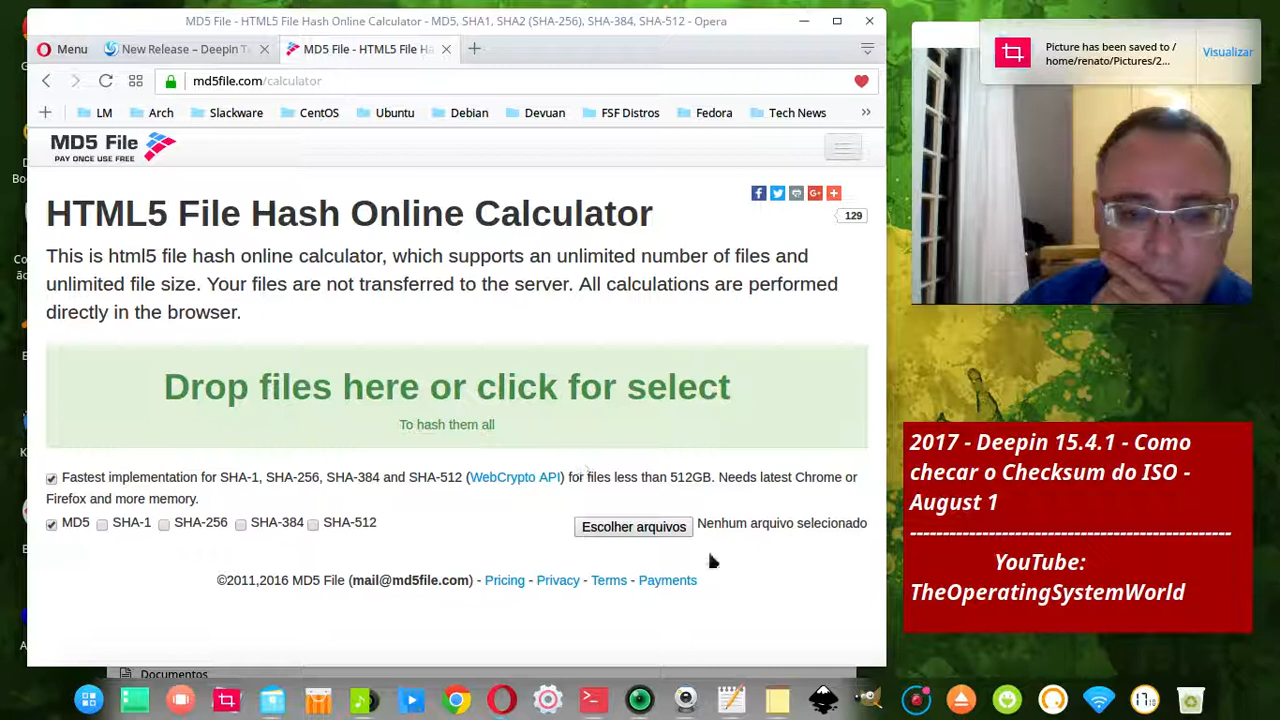 MD5 File - HTML5 File Hash Online Calculator - MD5, SHA1, SHA2 (SHA-256), SHA-384, SHA-512 - Opera
Menu
New Release – Deepin T
MD5 File - HTML5 File H
md5file.com/calculator
LM
Arch
Slackware
CentOS
Ubuntu
Debian
Devuan
FSF Distros
Fedora
Tech News
MD5 File
PAY ONCE USE FREE
129
HTML5 File Hash Online Calculator
This is html5 file hash online calculator, which supports an unlimited number of files and
unlimited file size. Your files are not transferred to the server. All calculations are performed
directly in the browser.
Drop files here or click for select
To hash them all
Fastest implementation for SHA-1, SHA-256, SHA-384 and SHA-512 (WebCrypto API) for files less than 512GB. Needs latest Chrome or
Firefox and more memory.
MD5 SHA-1 SHA-256 SHA-384 SHA-512
Escolher arquivos Nenhum arquivo selecionado
©2011,2016 MD5 File (mail@md5file.com) - Pricing - Privacy - Terms - Payments
Documentos
Picture has been saved to /
home/renato/Pictures/2...
Visualizar
2017 - Deepin 15.4.1 - Como
checar o Checksum do ISO -
August 1
------------------------------------------------
YouTube:
TheOperatingSystemWorld